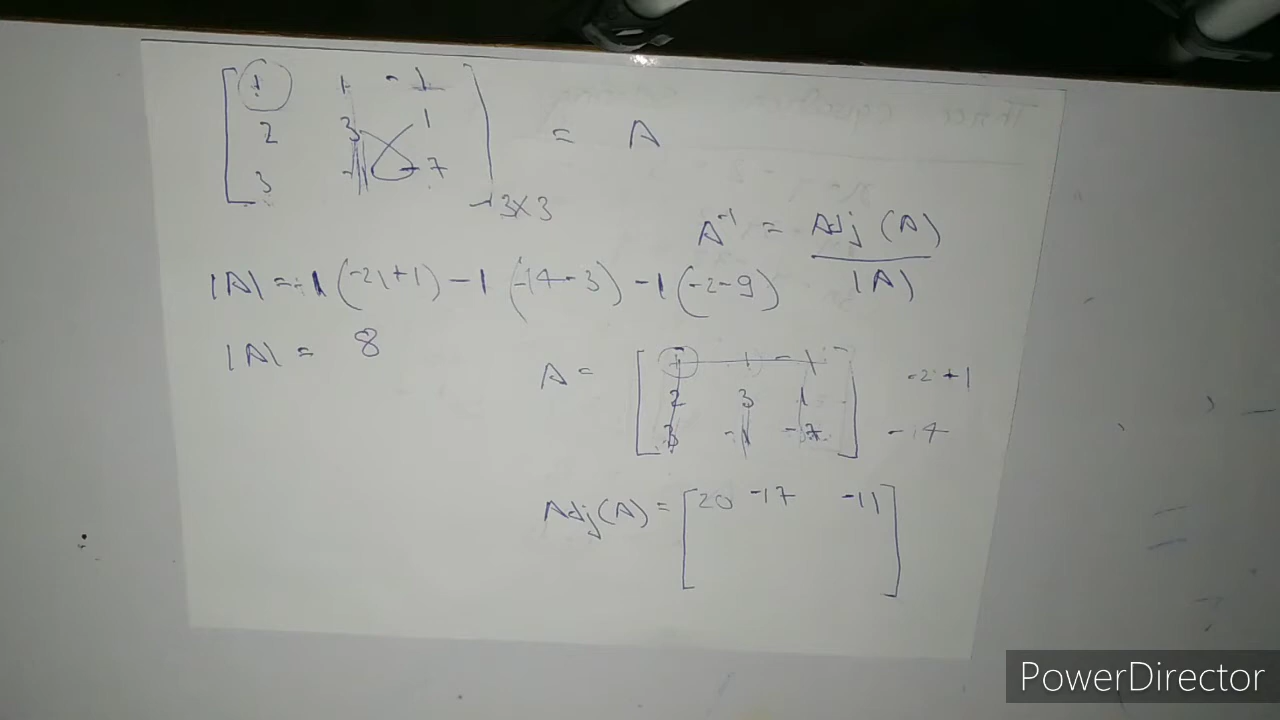 [ 1 1 -1
2 3 1 = A
3 -1 -7 ] 3×3
A⁻¹ = Adj (A) / |A|
|A| = 1 (-21+1) -1 (-14-3) -1 (-2-9)
|A| = 8
A = [ 1 1 -1
2 3 1
3 -1 -7 ]
-2+1
-14
Adj(A) = [ 20 -17 -11 ]
PowerDirector